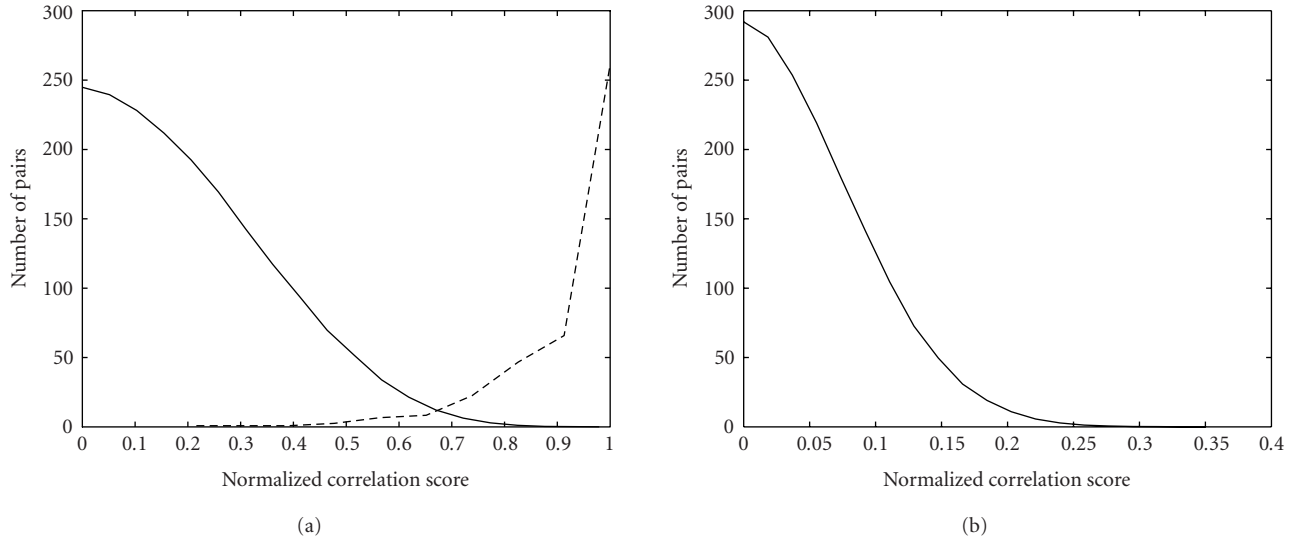 300
250
200
150
100
50
0
Number of pairs
0 0.1 0.2 0.3 0.4 0.5 0.6 0.7 0.8 0.9 1
Normalized correlation score
(a)
300
250
200
150
100
50
0
Number of pairs
0 0.05 0.1 0.15 0.2 0.25 0.3 0.35 0.4
Normalized correlation score
(b)